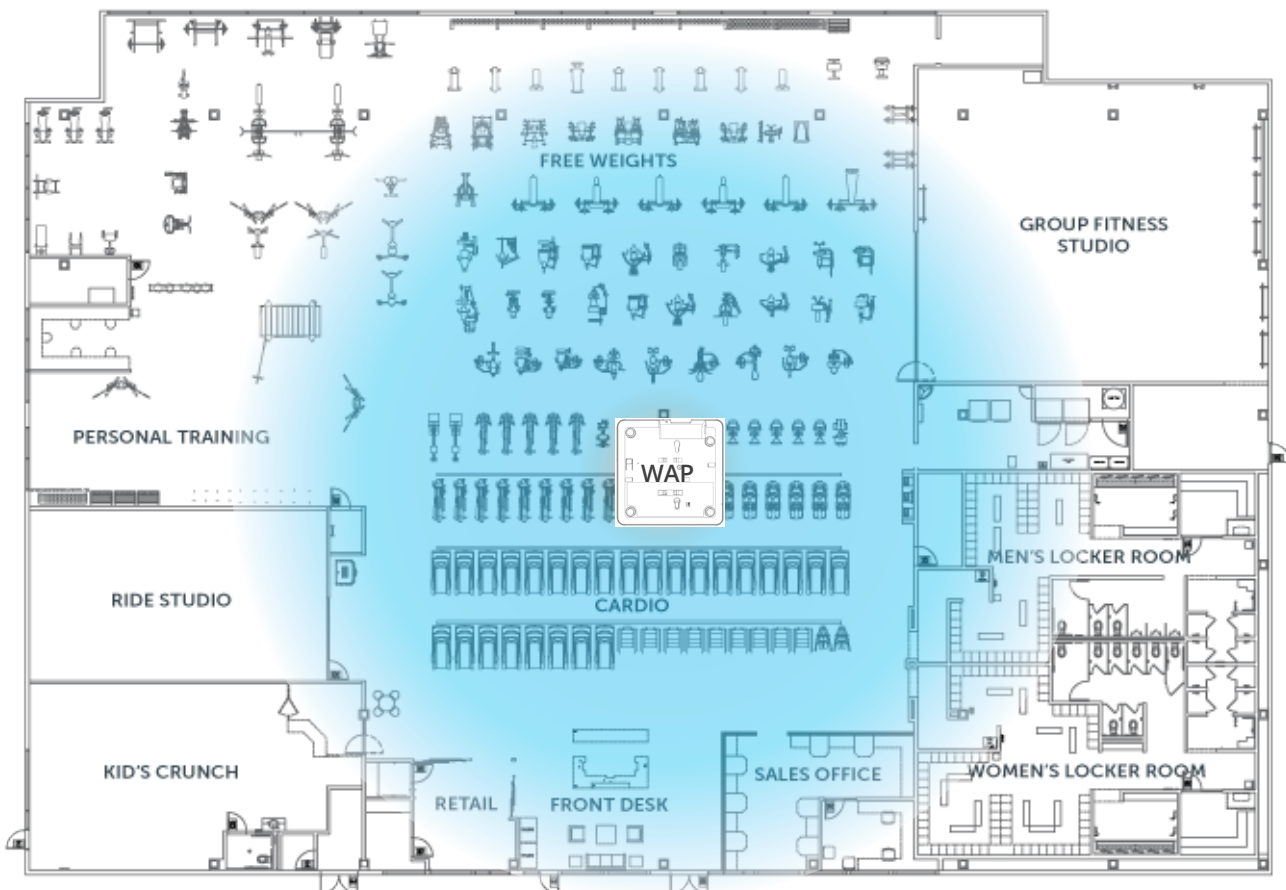 FREE WEIGHTS
GROUP FITNESS
STUDIO
PERSONAL TRAINING
WAP
MEN'S LOCKER ROOM
RIDE STUDIO
CARDIO
KID'S CRUNCH
SALES OFFICE
WOMEN'S LOCKER ROOM
RETAIL
FRONT DESK